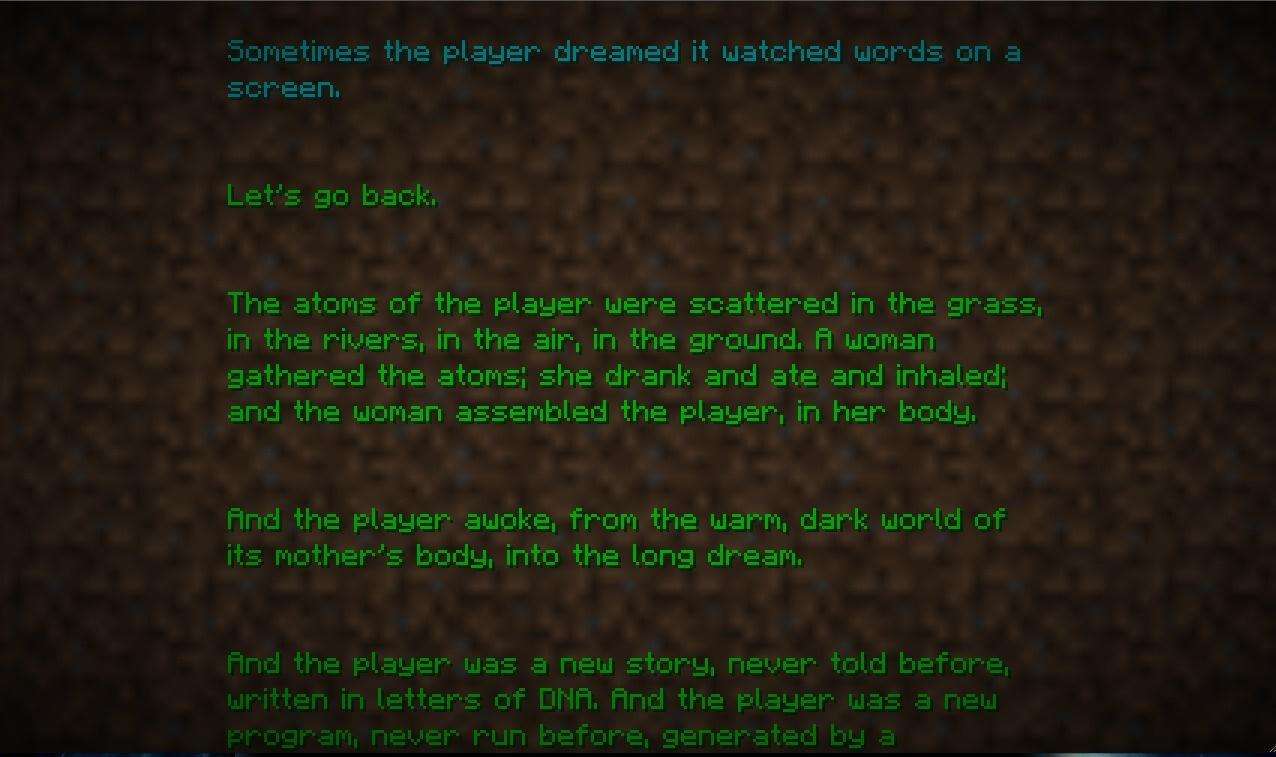 Sometimes the player dreamed it watched words on a
screen.
Let's go back.
The atoms of the player were scattered in the grass,
in the rivers, in the air, in the ground. A woman
gathered the atoms; she drank and ate and inhaled;
and the woman assembled the player, in her body.
And the player awoke, from the warm, dark world of
its mother's body, into the long dream.
And the player was a new story, never told before,
written in letters of DNA. And the player was a new
program, never run before, generated by a